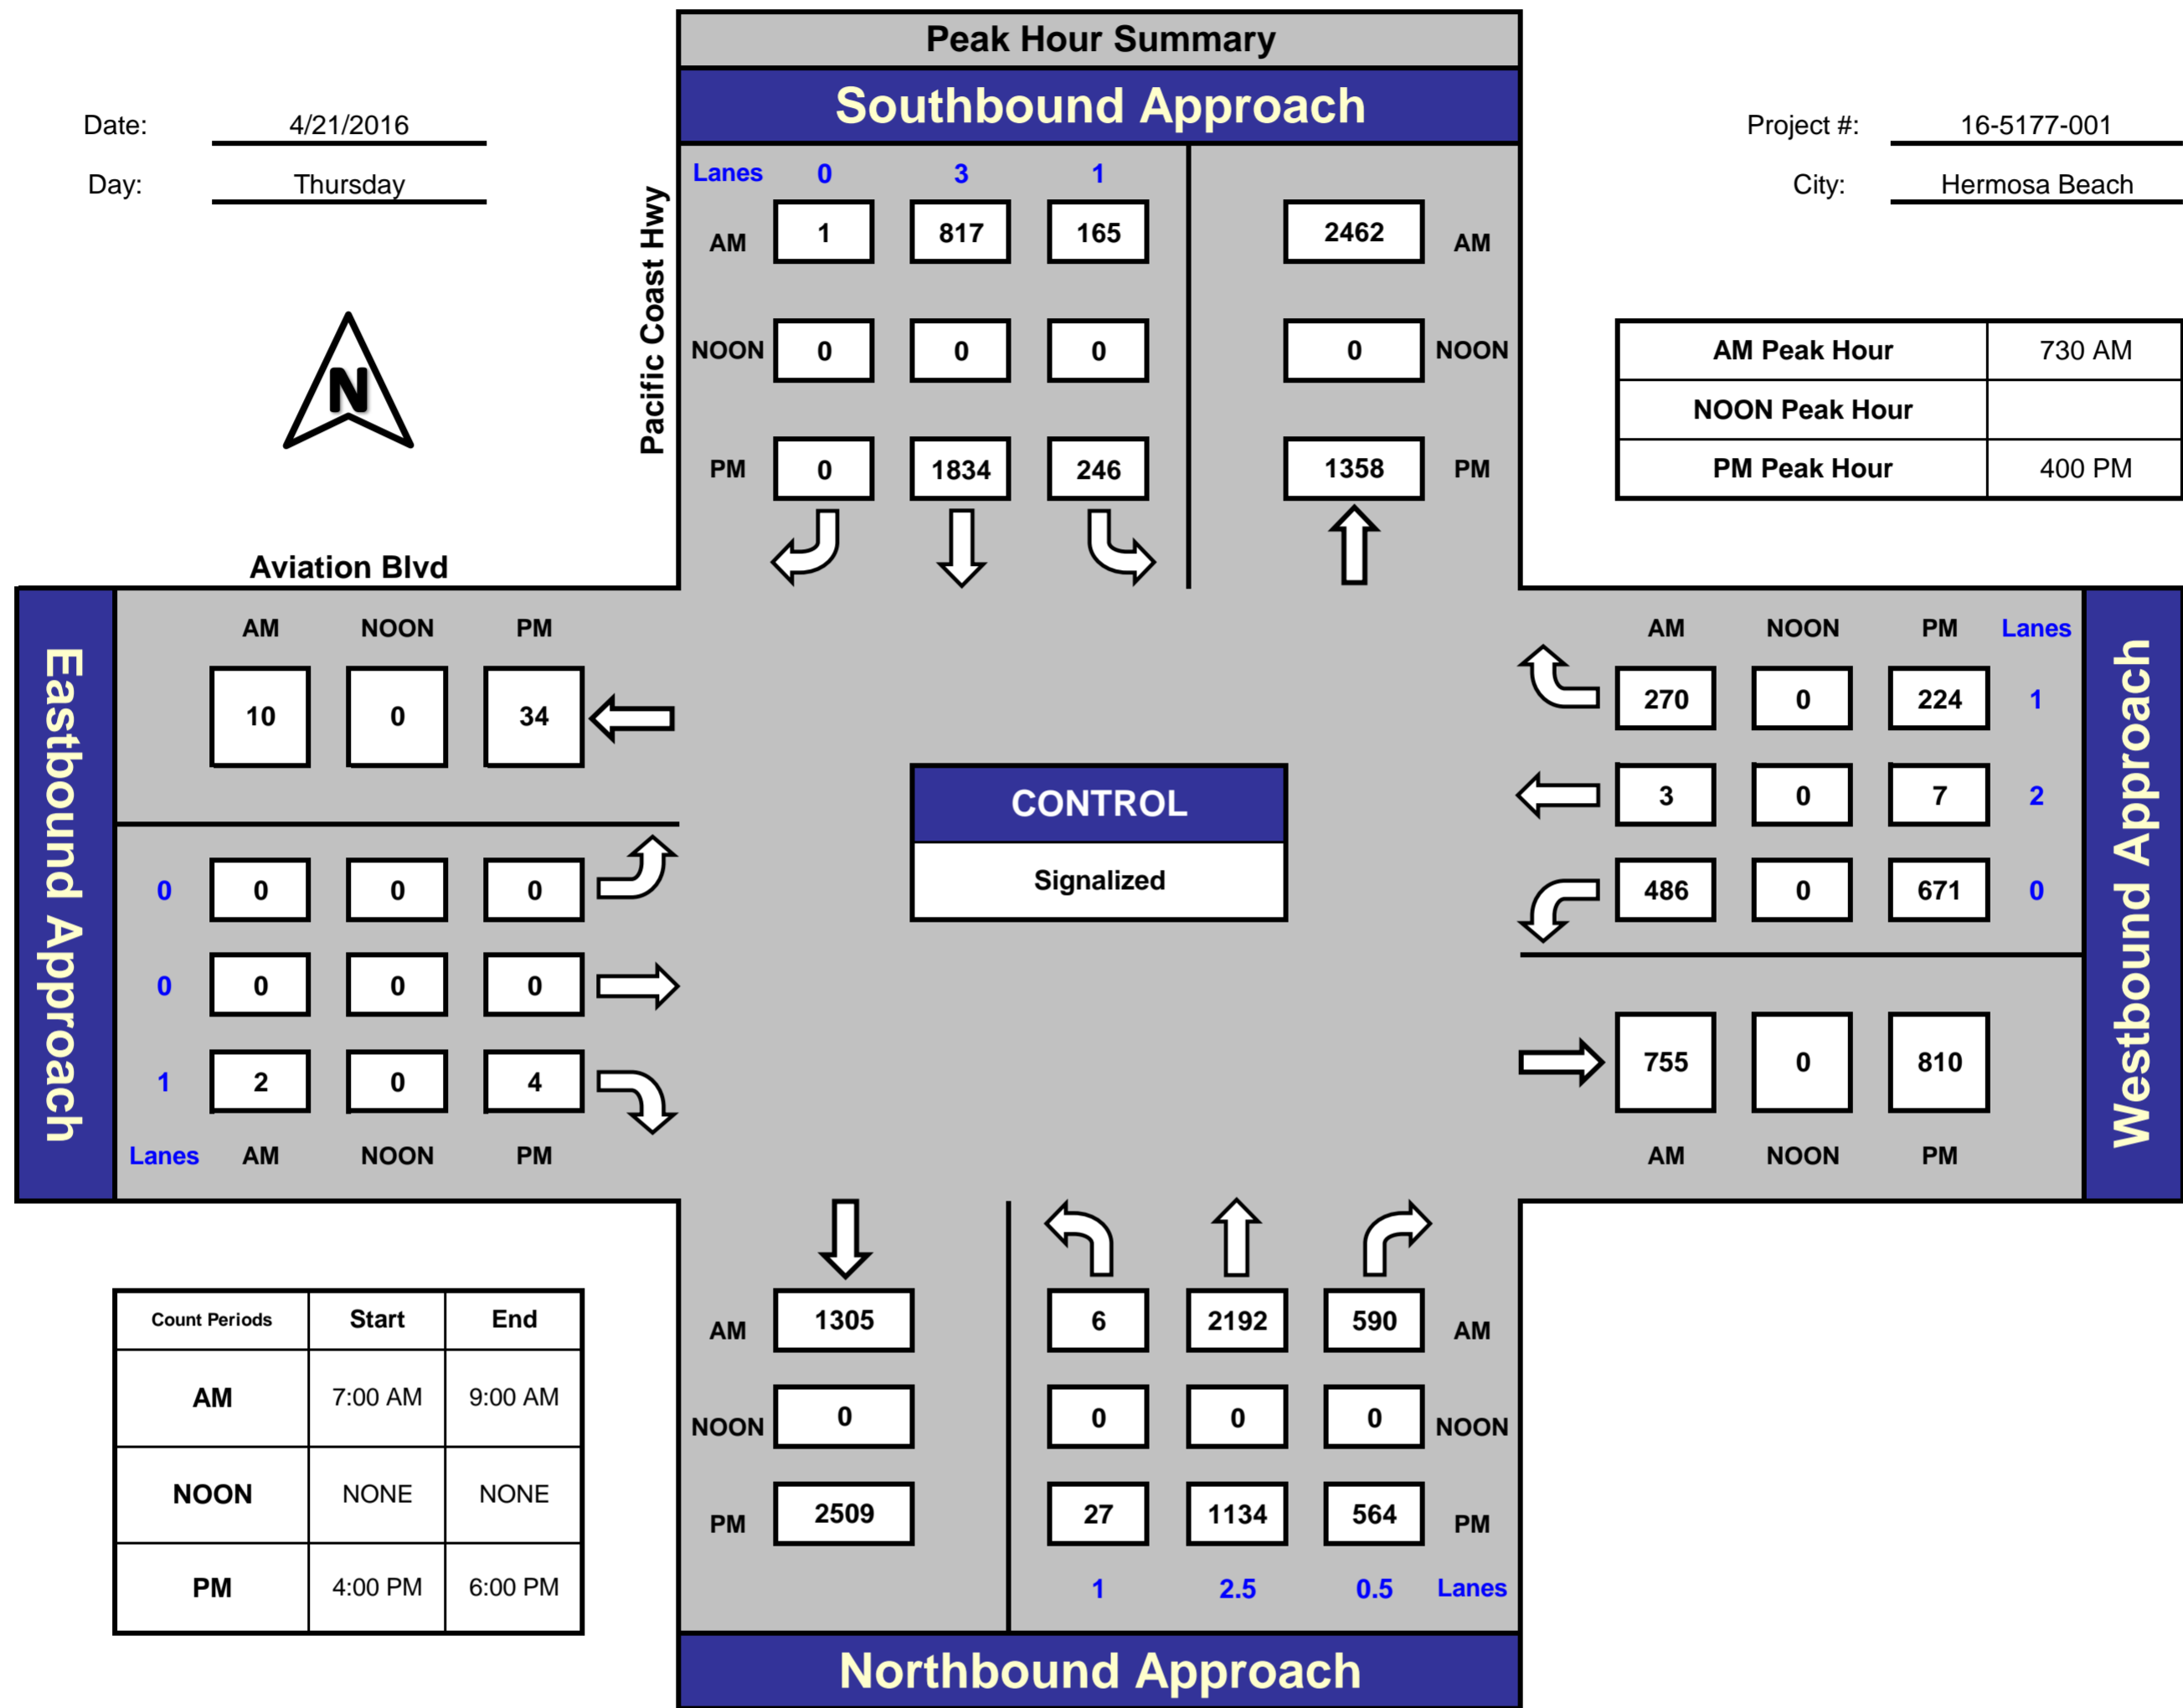 Peak Hour Summary
Southbound Approach
Date: 4/21/2016
Day: Thursday
Project #: 16-5177-001
City: Hermosa Beach
N
Pacific Coast Hwy
Lanes 0 3 1
AM 1 817 165 2462 AM
NOON 0 0 0 0 NOON
PM 0 1834 246 1358 PM
AM Peak Hour 730 AM
NOON Peak Hour
PM Peak Hour 400 PM
Aviation Blvd
Eastbound Approach
AM NOON PM
10 0 34
0 0 0 0
0 0 0 0
1 2 0 4
Lanes AM NOON PM
CONTROL
Signalized
AM NOON PM Lanes
270 0 224 1
3 0 7 2
486 0 671 0
755 0 810
AM NOON PM
Westbound Approach
Count Periods Start End
AM 7:00 AM 9:00 AM
NOON NONE NONE
PM 4:00 PM 6:00 PM
AM 1305 6 2192 590 AM
NOON 0 0 0 0 NOON
PM 2509 27 1134 564 PM
1 2.5 0.5 Lanes
Northbound Approach